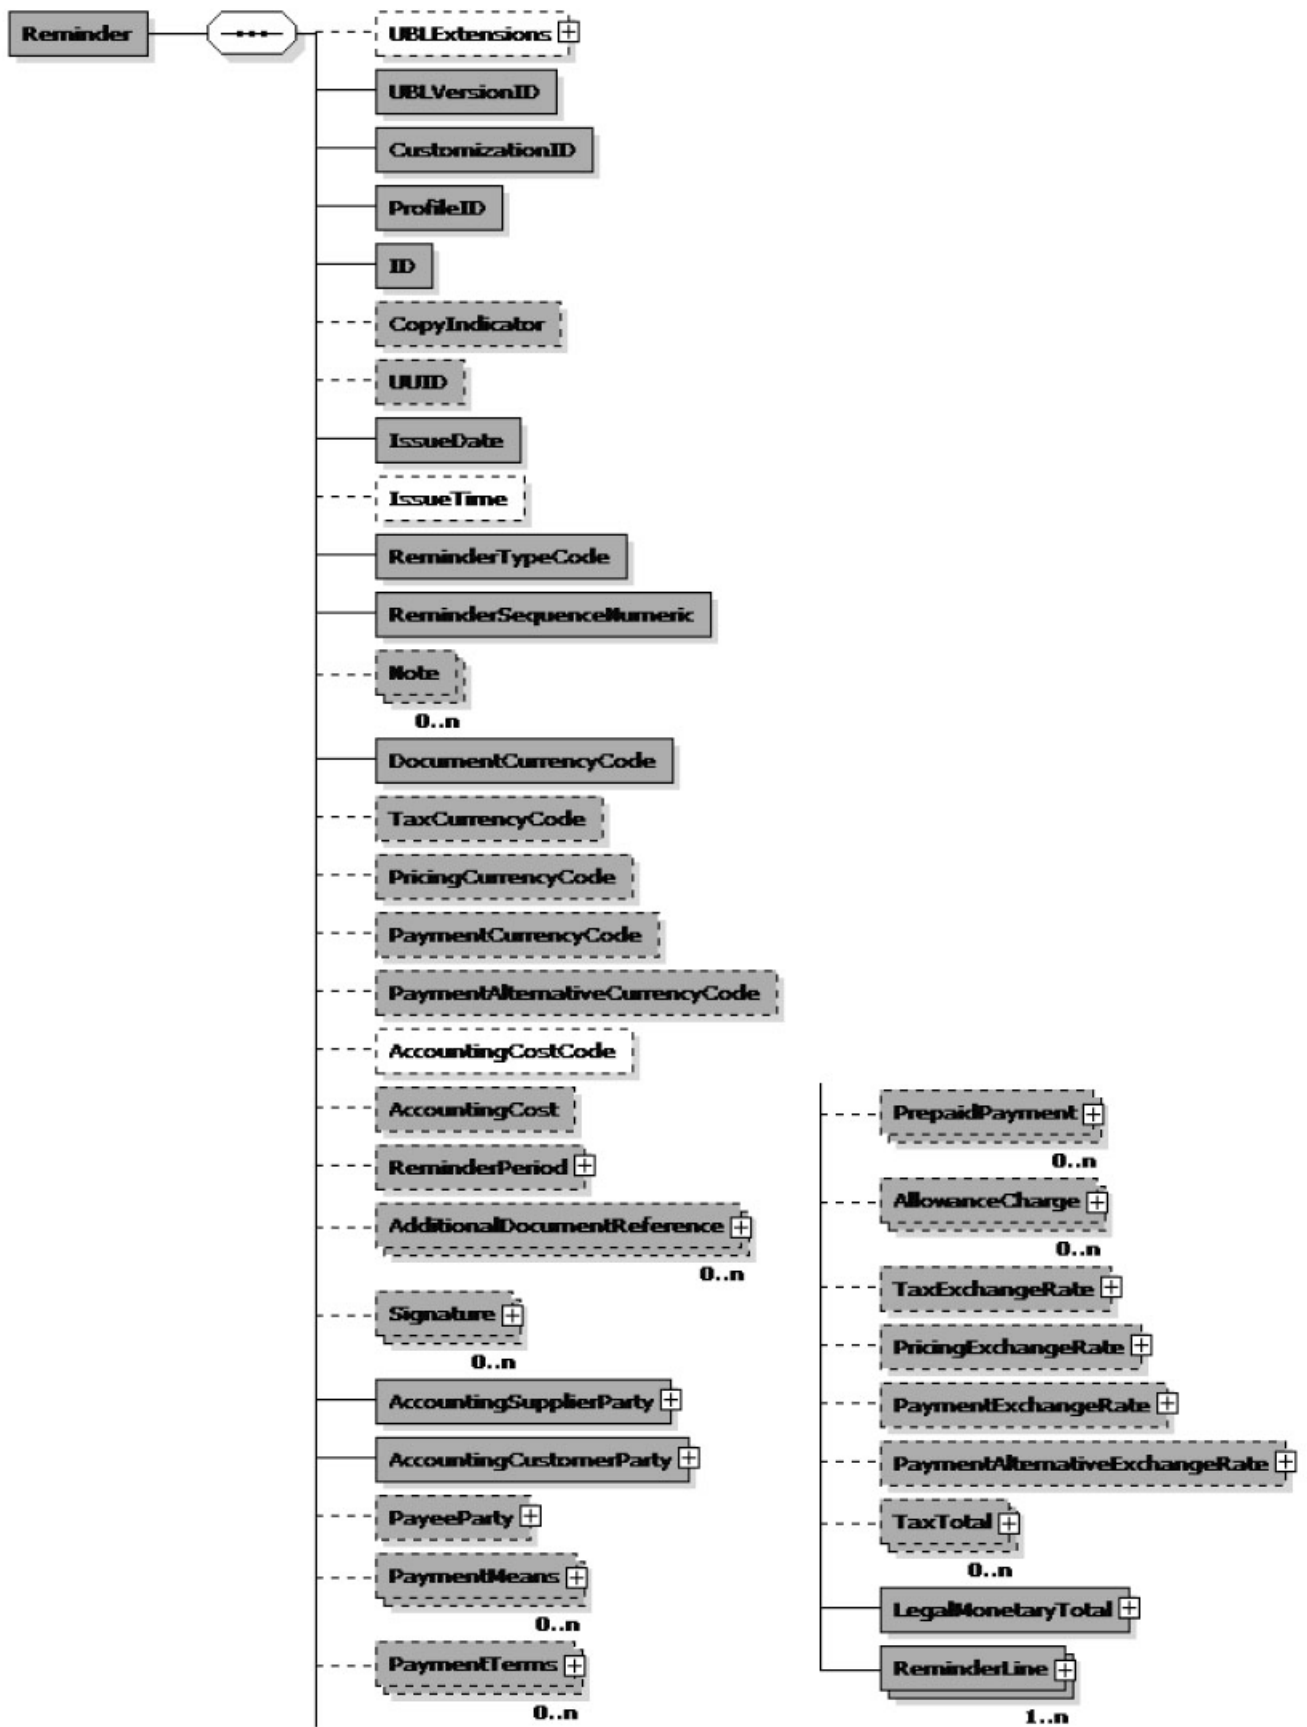 Reminder
UBLExtensions
UBLVersionID
CustomizationID
ProfileID
ID
CopyIndicator
UUID
IssueDate
IssueTime
ReminderTypeCode
ReminderSequenceNumeric
Note
0..n
DocumentCurrencyCode
TaxCurrencyCode
PricingCurrencyCode
PaymentCurrencyCode
PaymentAlternativeCurrencyCode
AccountingCostCode
AccountingCost
ReminderPeriod
AdditionalDocumentReference
0..n
Signature
0..n
AccountingSupplierParty
AccountingCustomerParty
PayeeParty
PaymentMeans
0..n
PaymentTerms
0..n
PrepaidPayment
0..n
AllowanceCharge
0..n
TaxExchangeRate
PricingExchangeRate
PaymentExchangeRate
PaymentAlternativeExchangeRate
TaxTotal
0..n
LegalMonetaryTotal
ReminderLine
1..n